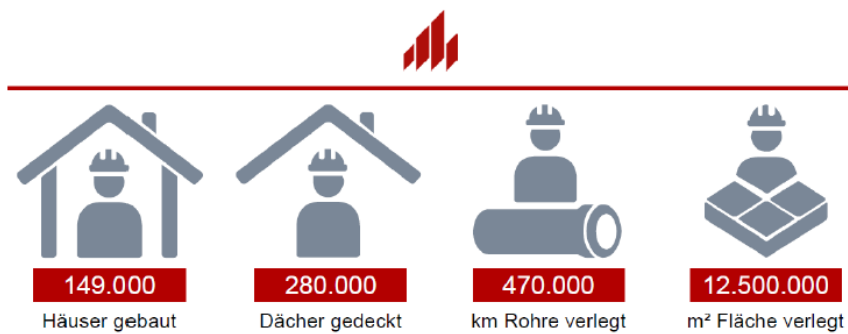 149.000
280.000
470.000
12.500.000
Häuser gebaut
Dächer gedeckt
km Rohre verlegt
m² Fläche verlegt